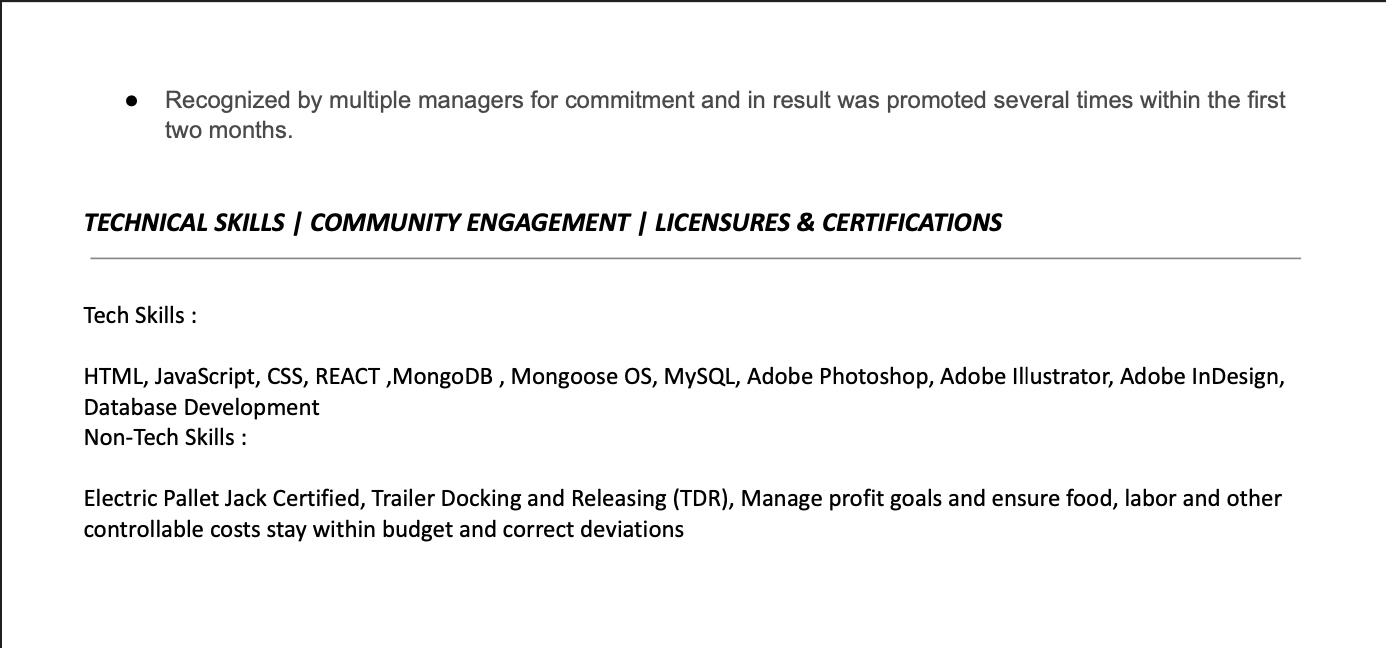 ● Recognized by multiple managers for commitment and in result was promoted several times within the first
two months.
TECHNICAL SKILLS | COMMUNITY ENGAGEMENT | LICENSURES & CERTIFICATIONS
Tech Skills :
HTML, JavaScript, CSS, REACT ,MongoDB , Mongoose OS, MySQL, Adobe Photoshop, Adobe Illustrator, Adobe InDesign,
Database Development
Non-Tech Skills :
Electric Pallet Jack Certified, Trailer Docking and Releasing (TDR), Manage profit goals and ensure food, labor and other
controllable costs stay within budget and correct deviations